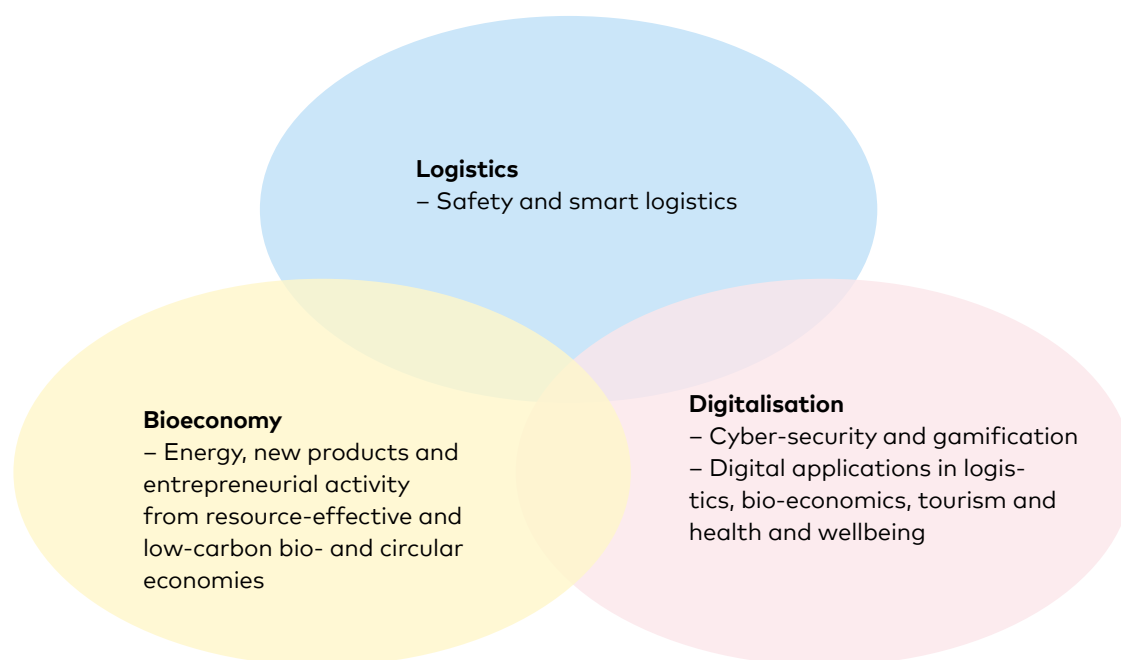 Logistics
– Safety and smart logistics
Bioeconomy
– Energy, new products and
entrepreneurial activity
from resource-effective and
low-carbon bio- and circular
economies
Digitalisation
– Cyber-security and gamification
– Digital applications in logis-
tics, bio-economics, tourism and
health and wellbeing